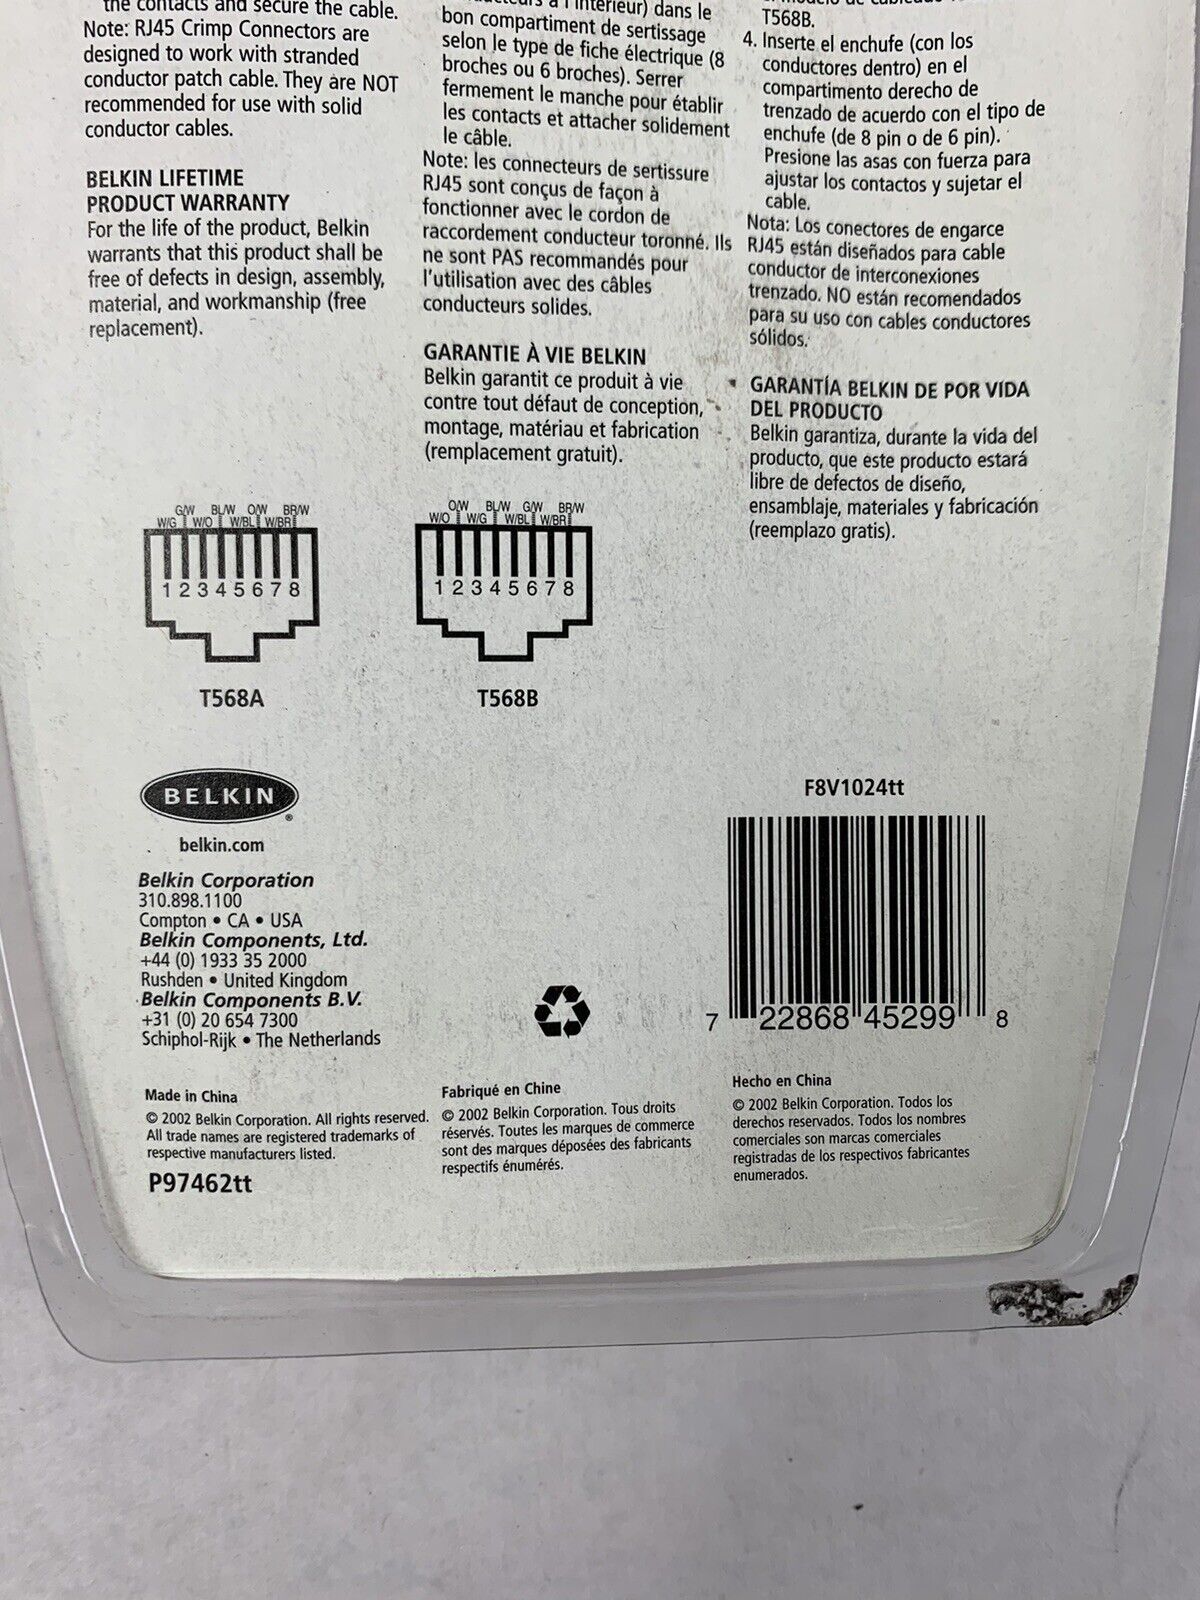 the contacts and secure the cable.
Note: RJ45 Crimp Connectors are
designed to work with stranded
conductor patch cable. They are NOT
recommended for use with solid
conductor cables.
BELKIN LIFETIME
PRODUCT WARRANTY
For the life of the product, Belkin
warrants that this product shall be
free of defects in design, assembly,
material, and workmanship (free
replacement).
à l'intérieur) dans le
bon compartiment de sertissage
selon le type de fiche électrique (8
broches ou 6 broches). Serrer
fermement le manche pour établir
les contacts et attacher solidement
le câble.
Note: les connecteurs de sertissure
RJ45 sont conçus de façon à
fonctionner avec le cordon de
raccordement conducteur toronné. Ils
ne sont PAS recommandés pour
l'utilisation avec des câbles
conducteurs solides.
GARANTIE À VIE BELKIN
Belkin garantit ce produit à vie
contre tout défaut de conception,
montage, matériau et fabrication
(remplacement gratuit).
T568B.
4. Inserte el enchufe (con los
conductores dentro) en el
compartimento derecho de
trenzado de acuerdo con el tipo de
enchufe (de 8 pin o de 6 pin).
Presione las asas con fuerza para
ajustar los contactos y sujetar el
cable.
Nota: Los conectores de engarce
RJ45 están diseñados para cable
conductor de interconexiones
trenzado. NO están recomendados
para su uso con cables conductores
sólidos.
GARANTÍA BELKIN DE POR VIDA
DEL PRODUCTO
Belkin garantiza, durante la vida del
producto, que este producto estará
libre de defectos de diseño,
ensamblaje, materiales y fabricación
(reemplazo gratis).
G/W BL/W O/W BR/W
W/G W/O W/BL W/BR
1 2 3 4 5 6 7 8
T568A
O/W BL/W G/W BR/W
W/O W/G W/BL W/BR
1 2 3 4 5 6 7 8
T568B
BELKIN®
belkin.com
Belkin Corporation
310.898.1100
Compton • CA • USA
Belkin Components, Ltd.
+44 (0) 1933 35 2000
Rushden • United Kingdom
Belkin Components B.V.
+31 (0) 20 654 7300
Schiphol-Rijk • The Netherlands
F8V1024tt
7 22868 45299 8
Made in China
© 2002 Belkin Corporation. All rights reserved.
All trade names are registered trademarks of
respective manufacturers listed.
P97462tt
Fabriqué en Chine
© 2002 Belkin Corporation. Tous droits
réservés. Toutes les marques de commerce
sont des marques déposées des fabricants
respectifs énumérés.
Hecho en China
© 2002 Belkin Corporation. Todos los
derechos reservados. Todos los nombres
comerciales son marcas comerciales
registradas de los respectivos fabricantes
enumerados.